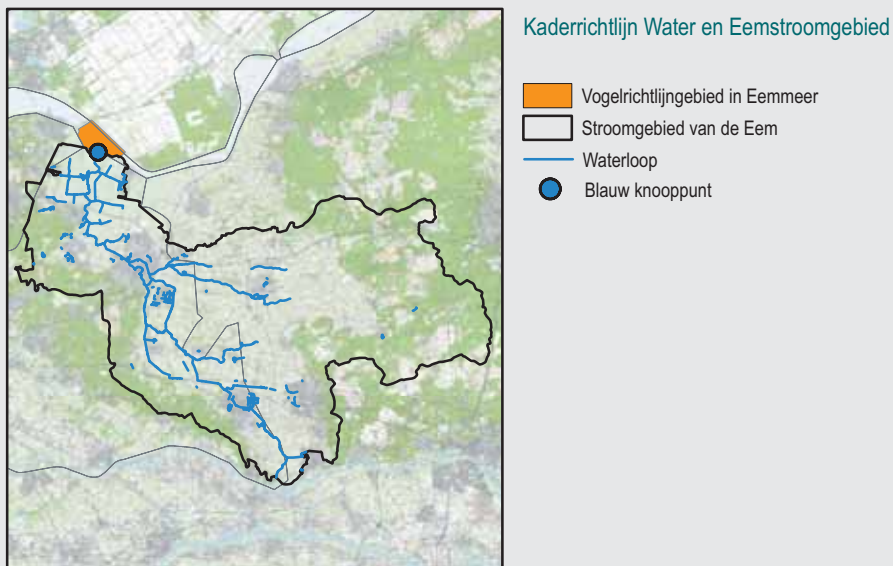 Kaderrichtlijn Water en Eemstroomgebied
Vogelrichtlijngebied in Eemmeer
Stroomgebied van de Eem
Waterloop
Blauw knooppunt